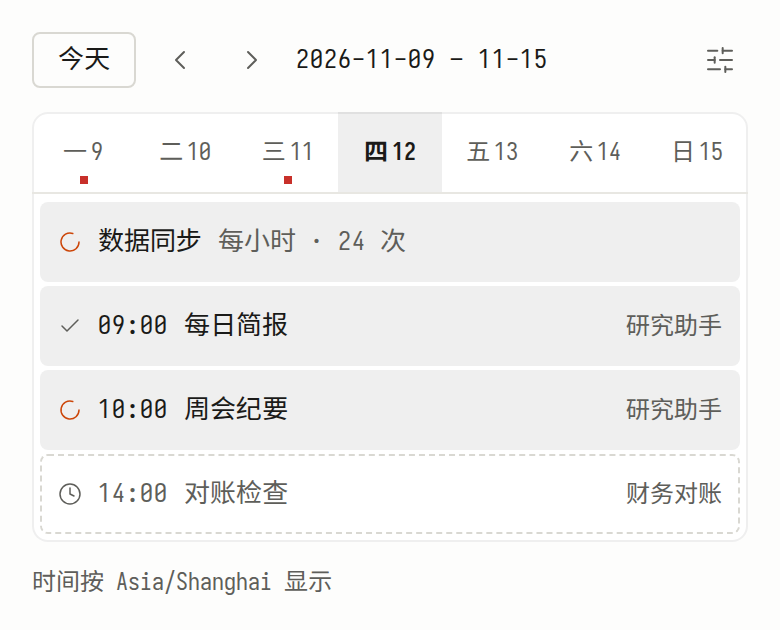 今天 2026-11-09 – 11-15
一 9 二 10 三 11 四 12 五 13 六 14 日 15
数据同步 每小时 · 24 次
09:00 每日简报 研究助手
10:00 周会纪要 研究助手
14:00 对账检查 财务对账
时间按 Asia/Shanghai 显示